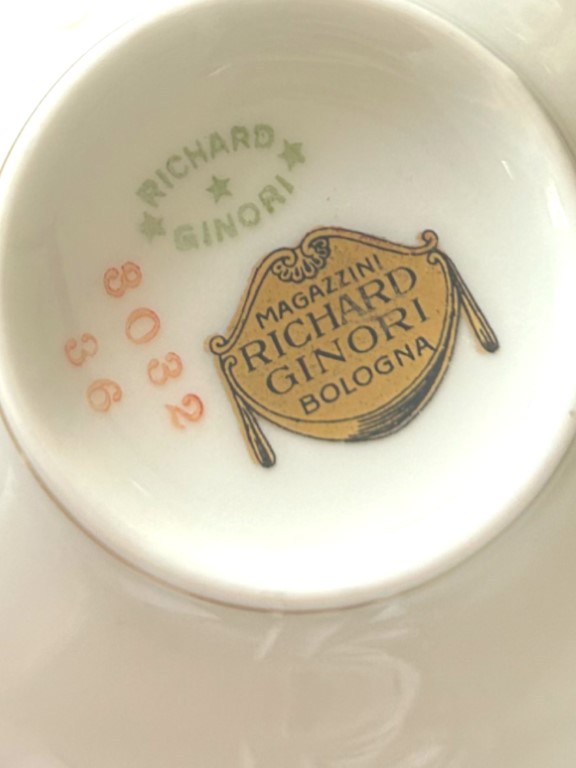 RICHARD
GINORI
MAGAZZINI
RICHARD
GINORI
BOLOGNA
8032
36